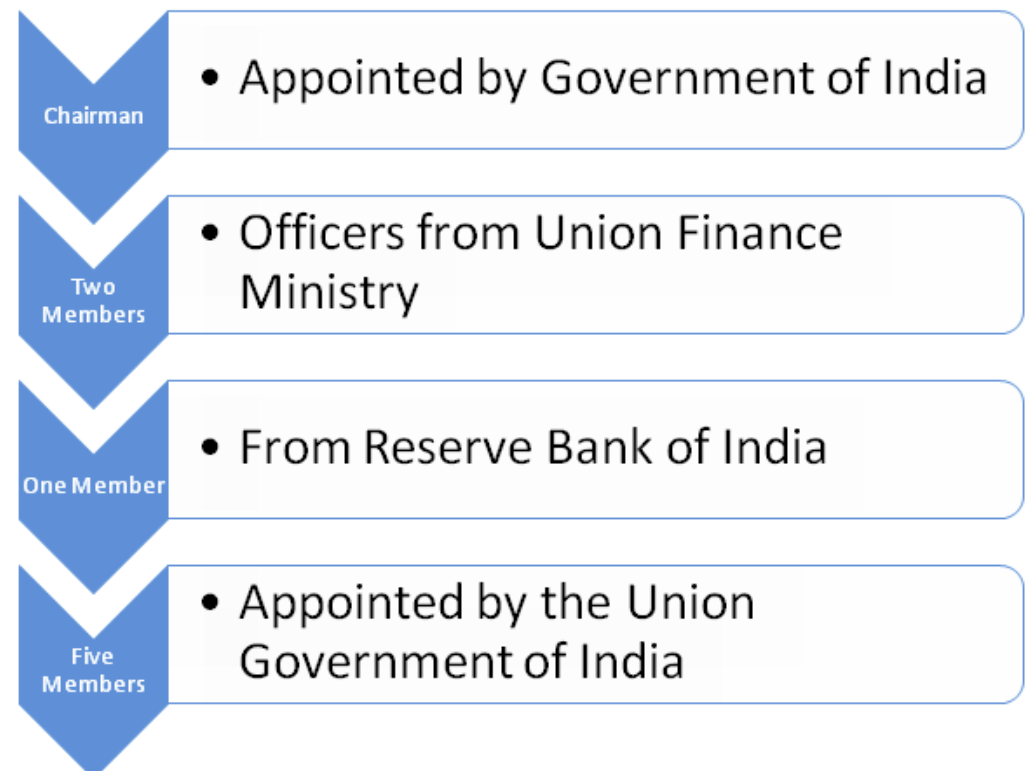 Chairman
• Appointed by Government of India
Two
Members
• Officers from Union Finance
Ministry
One Member
• From Reserve Bank of India
Five
Members
• Appointed by the Union
Government of India